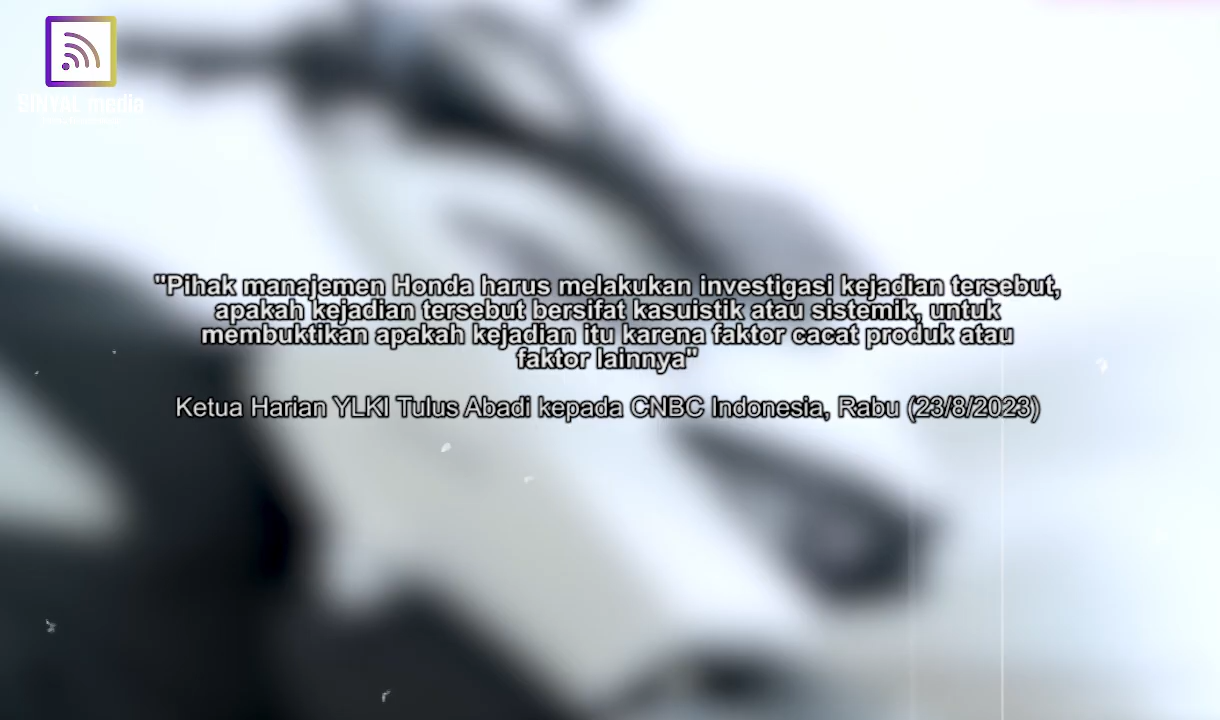 "Pihak manajemen Honda harus melakukan investigasi kejadian tersebut,
apakah kejadian tersebut bersifat kasuistik atau sistemik, untuk
membuktikan apakah kejadian itu karena faktor cacat produk atau
faktor lainnya"
Ketua Harian YLKI Tulus Abadi kepada CNBC Indonesia, Rabu (23/8/2023)
media